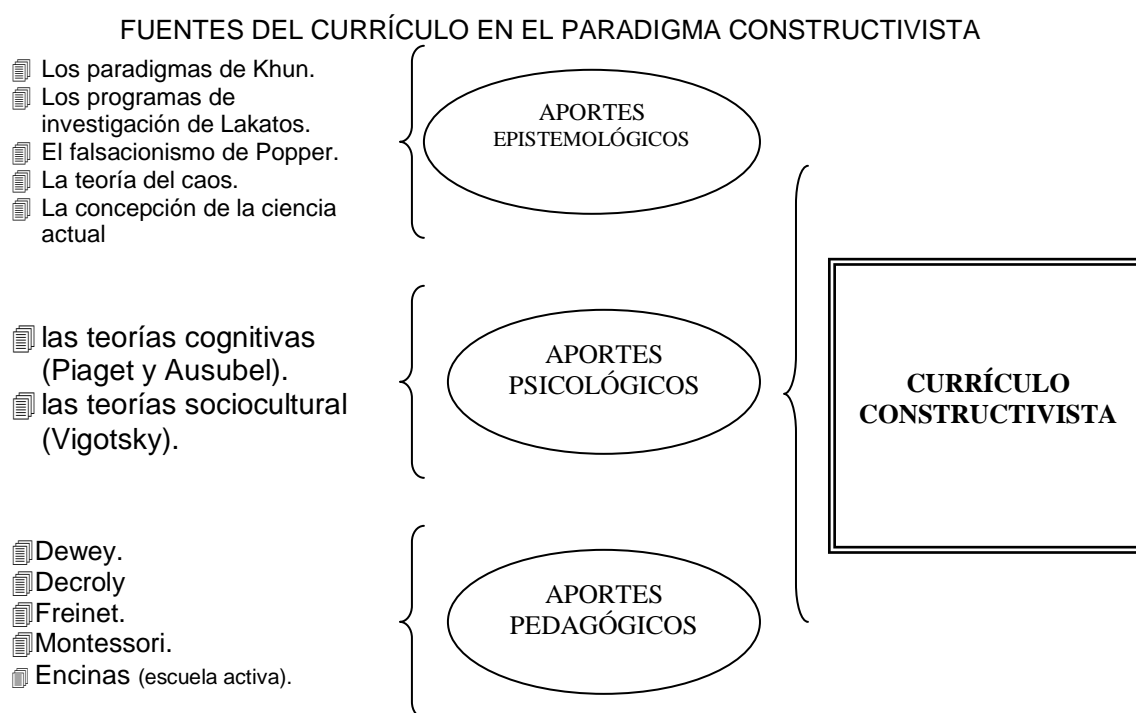 FUENTES DEL CURRÍCULO EN EL PARADIGMA CONSTRUCTIVISTA
Los paradigmas de Khun.
Los programas de
investigación de Lakatos.
El falsacionismo de Popper.
La teoría del caos.
La concepción de la ciencia
actual
APORTES
EPISTEMOLÓGICOS
las teorías cognitivas
(Piaget y Ausubel).
las teorías sociocultural
(Vigotsky).
APORTES
PSICOLÓGICOS
Dewey.
Decroly
Freinet.
Montessori.
Encinas (escuela activa).
APORTES
PEDAGÓGICOS
CURRÍCULO
CONSTRUCTIVISTA